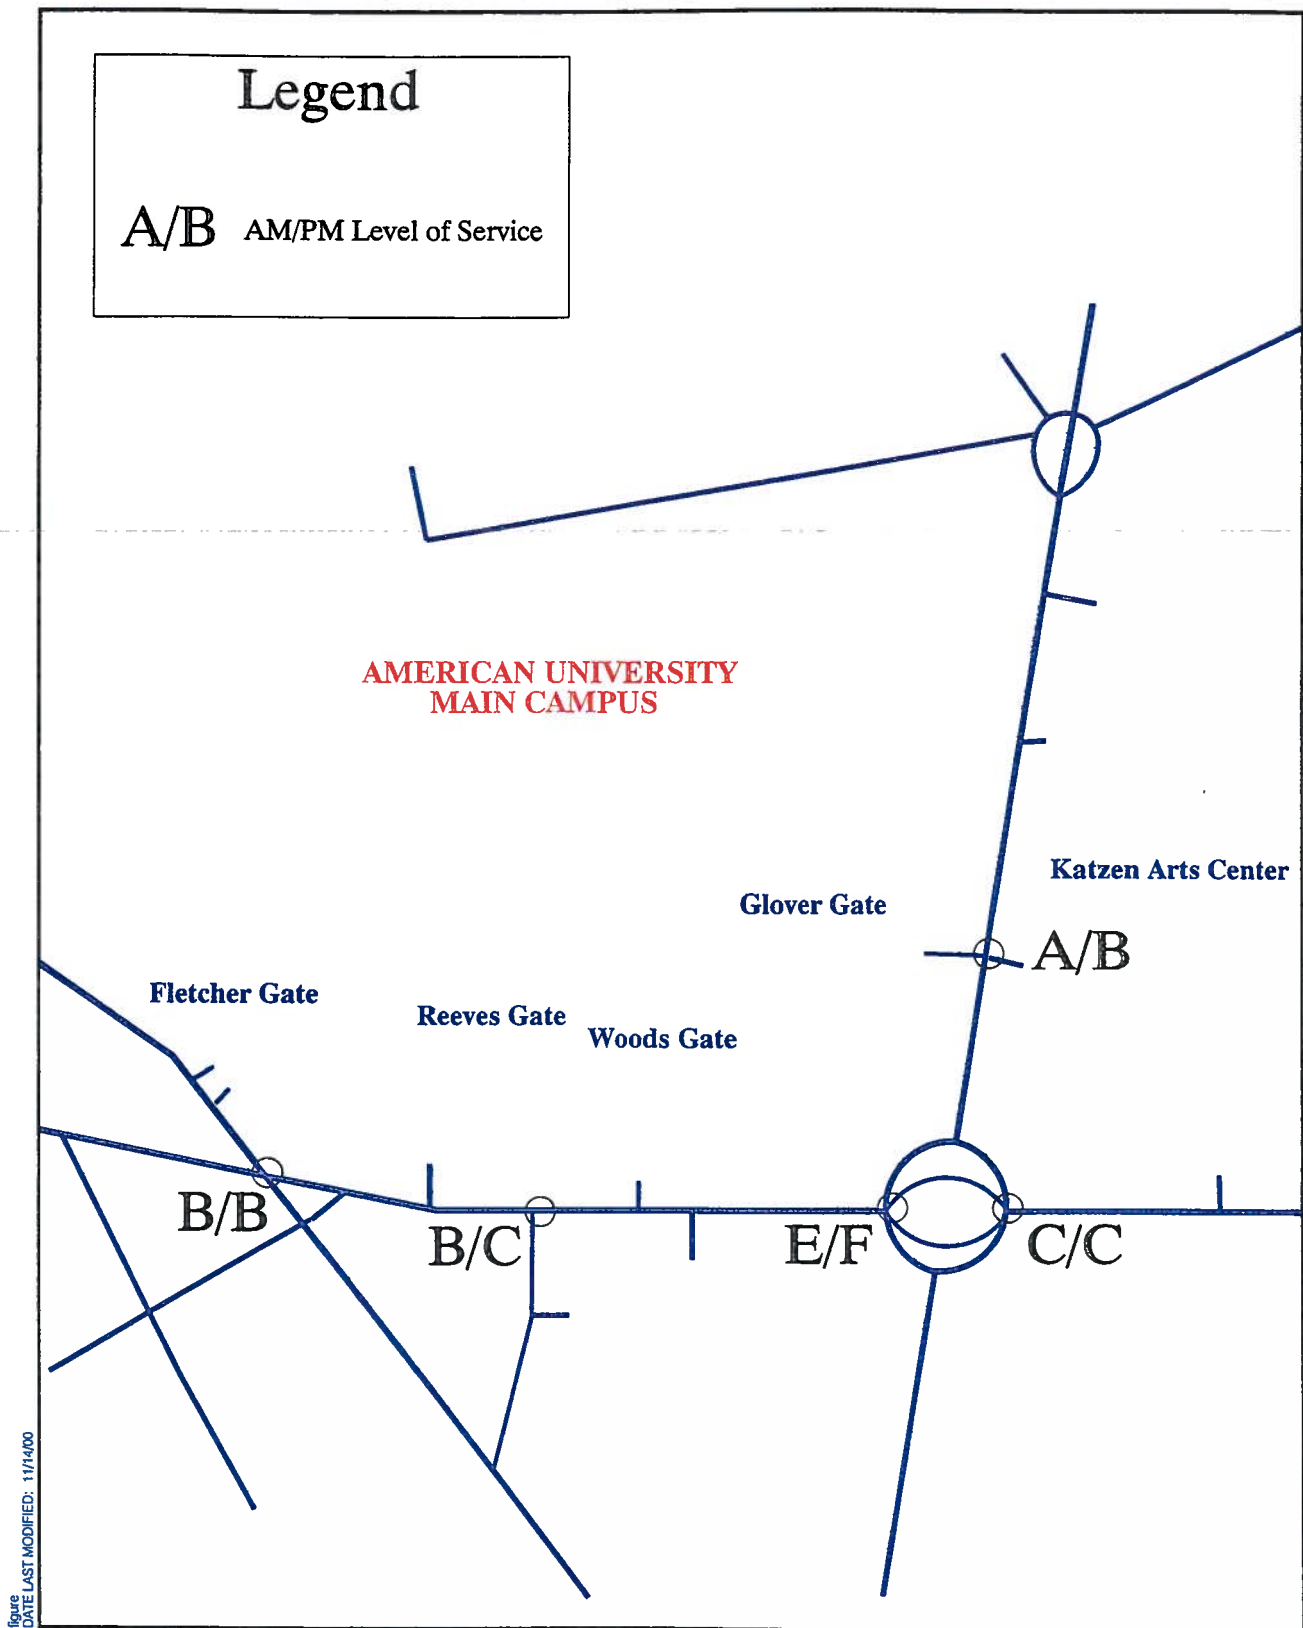 Legend
A/B AM/PM Level of Service
AMERICAN UNIVERSITY
MAIN CAMPUS
Katzen Arts Center
Glover Gate
A/B
Fletcher Gate
Reeves Gate
Woods Gate
B/B
B/C
E/F
C/C
figure
DATE LAST MODIFIED: 11/14/00